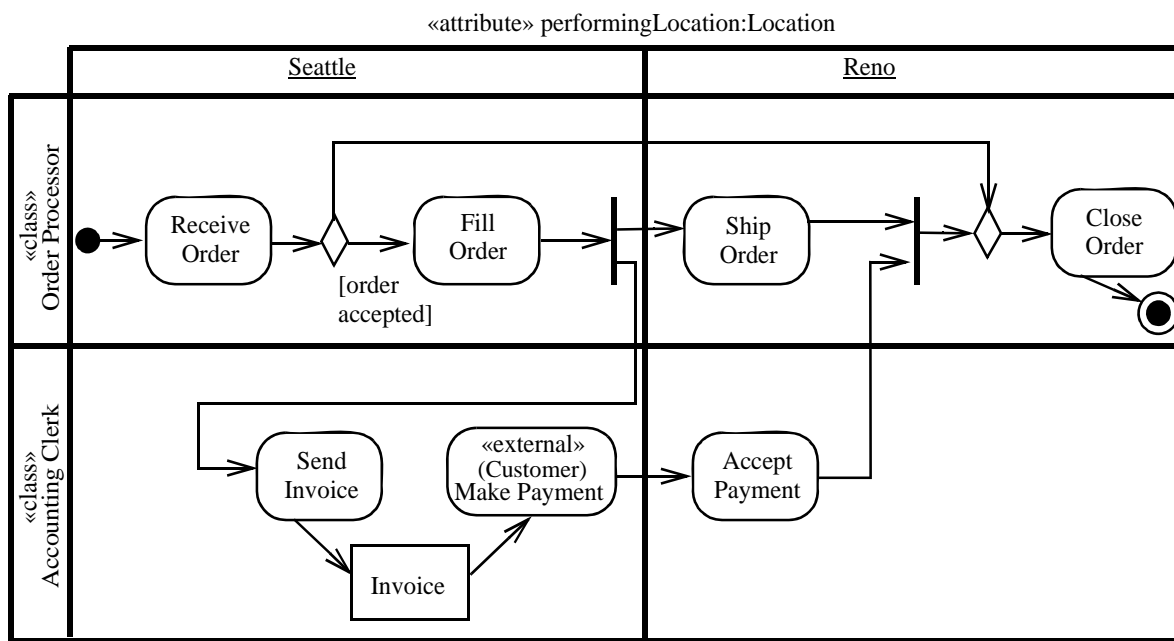 «attribute» performingLocation:Location
Seattle
Reno
«class»
Order Processor
Receive
Order
[order
accepted]
Fill
Order
Ship
Order
Close
Order
«class»
Accounting Clerk
Send
Invoice
Invoice
«external»
(Customer)
Make Payment
Accept
Payment